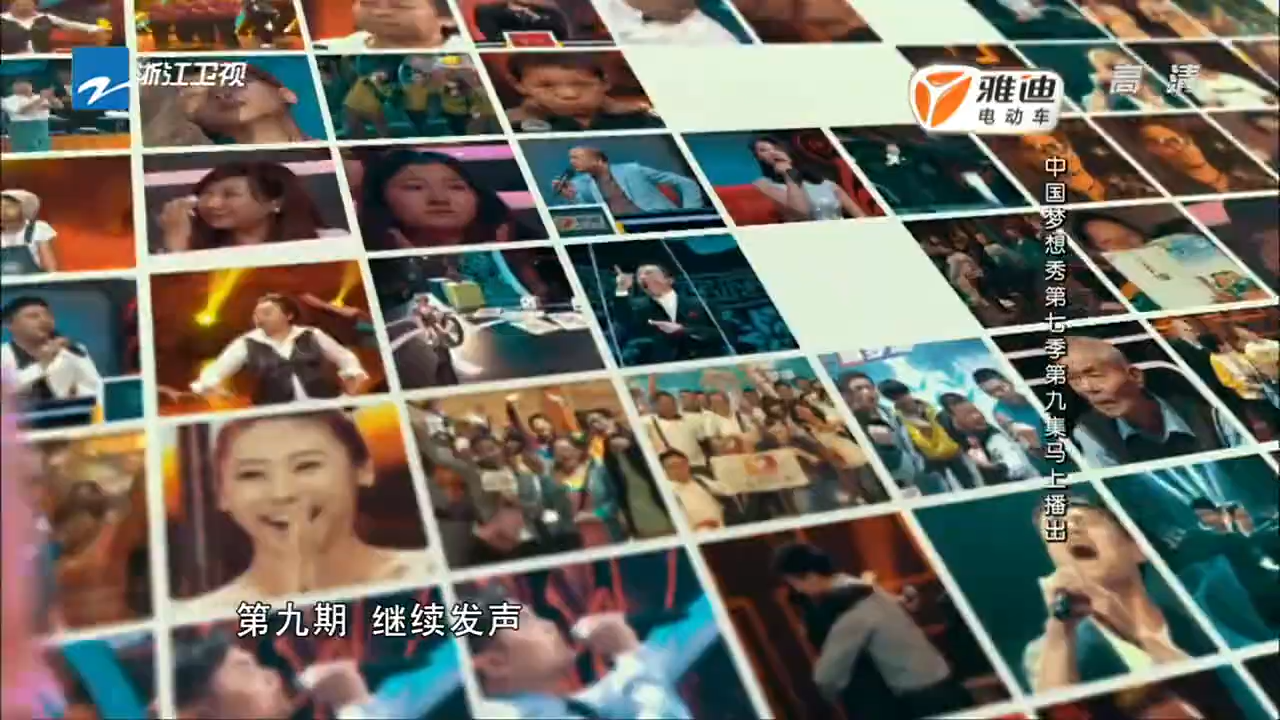 浙江卫视
雅迪
电动车
高清
中国梦想秀第七季第九集马上播出
第九期 继续发声